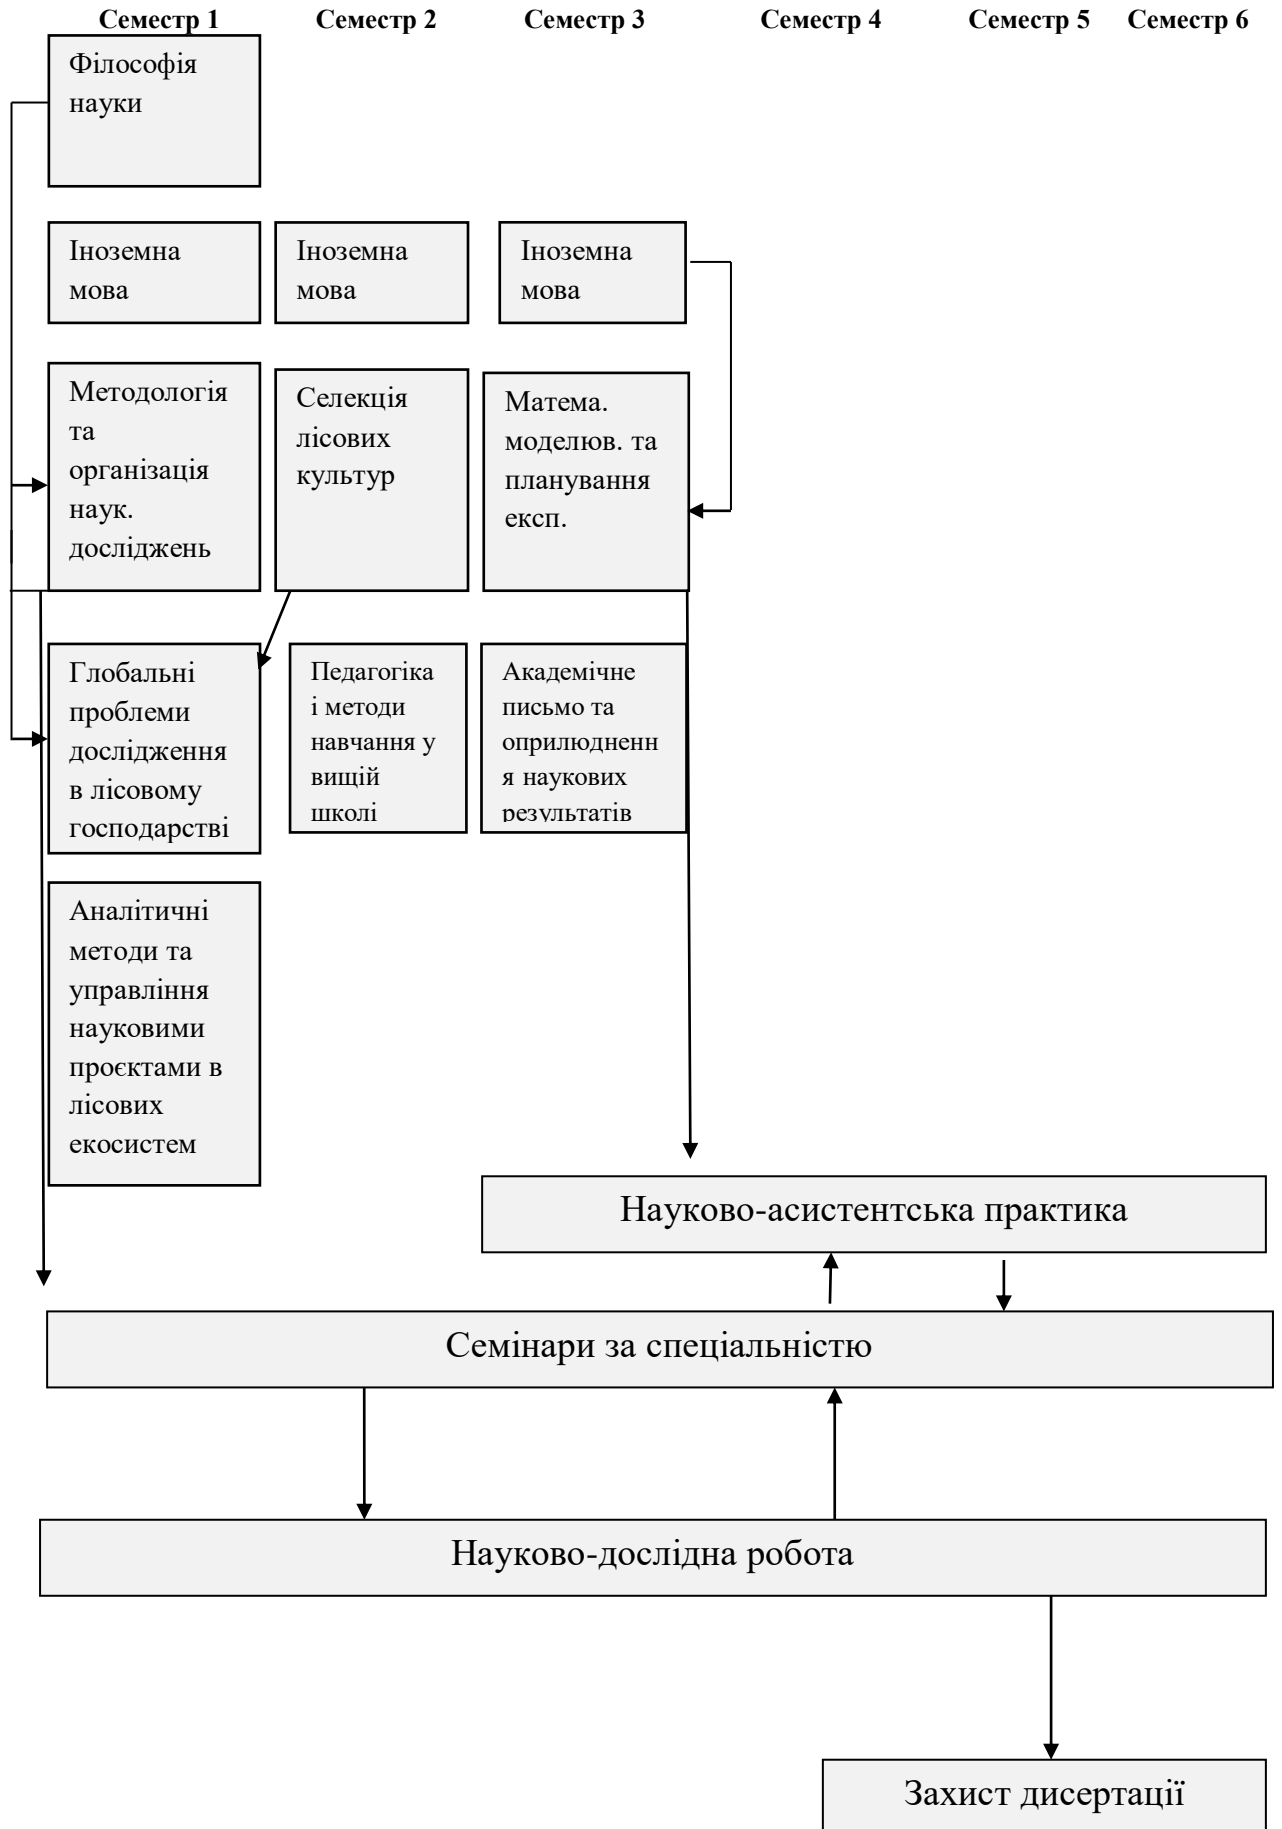 Семестр 1 Семестр 2 Семестр 3 Семестр 4 Семестр 5 Семестр 6
Філософія
науки
Іноземна
мова
Іноземна
мова
Іноземна
мова
Методологія
та
організація
наук.
досліджень
Селекція
лісових
культур
Матема.
моделюв. та
планування
експ.
Глобальні
проблеми
дослідження
в лісовому
господарстві
Педагогіка
і методи
навчання у
вищій
школі
Академічне
письмо та
оприлюдненн
я наукових
результатів
Аналітичні
методи та
управління
науковими
проєктами в
лісових
екосистем
Науково-асистентська практика
Семінари за спеціальністю
Науково-дослідна робота
Захист дисертації